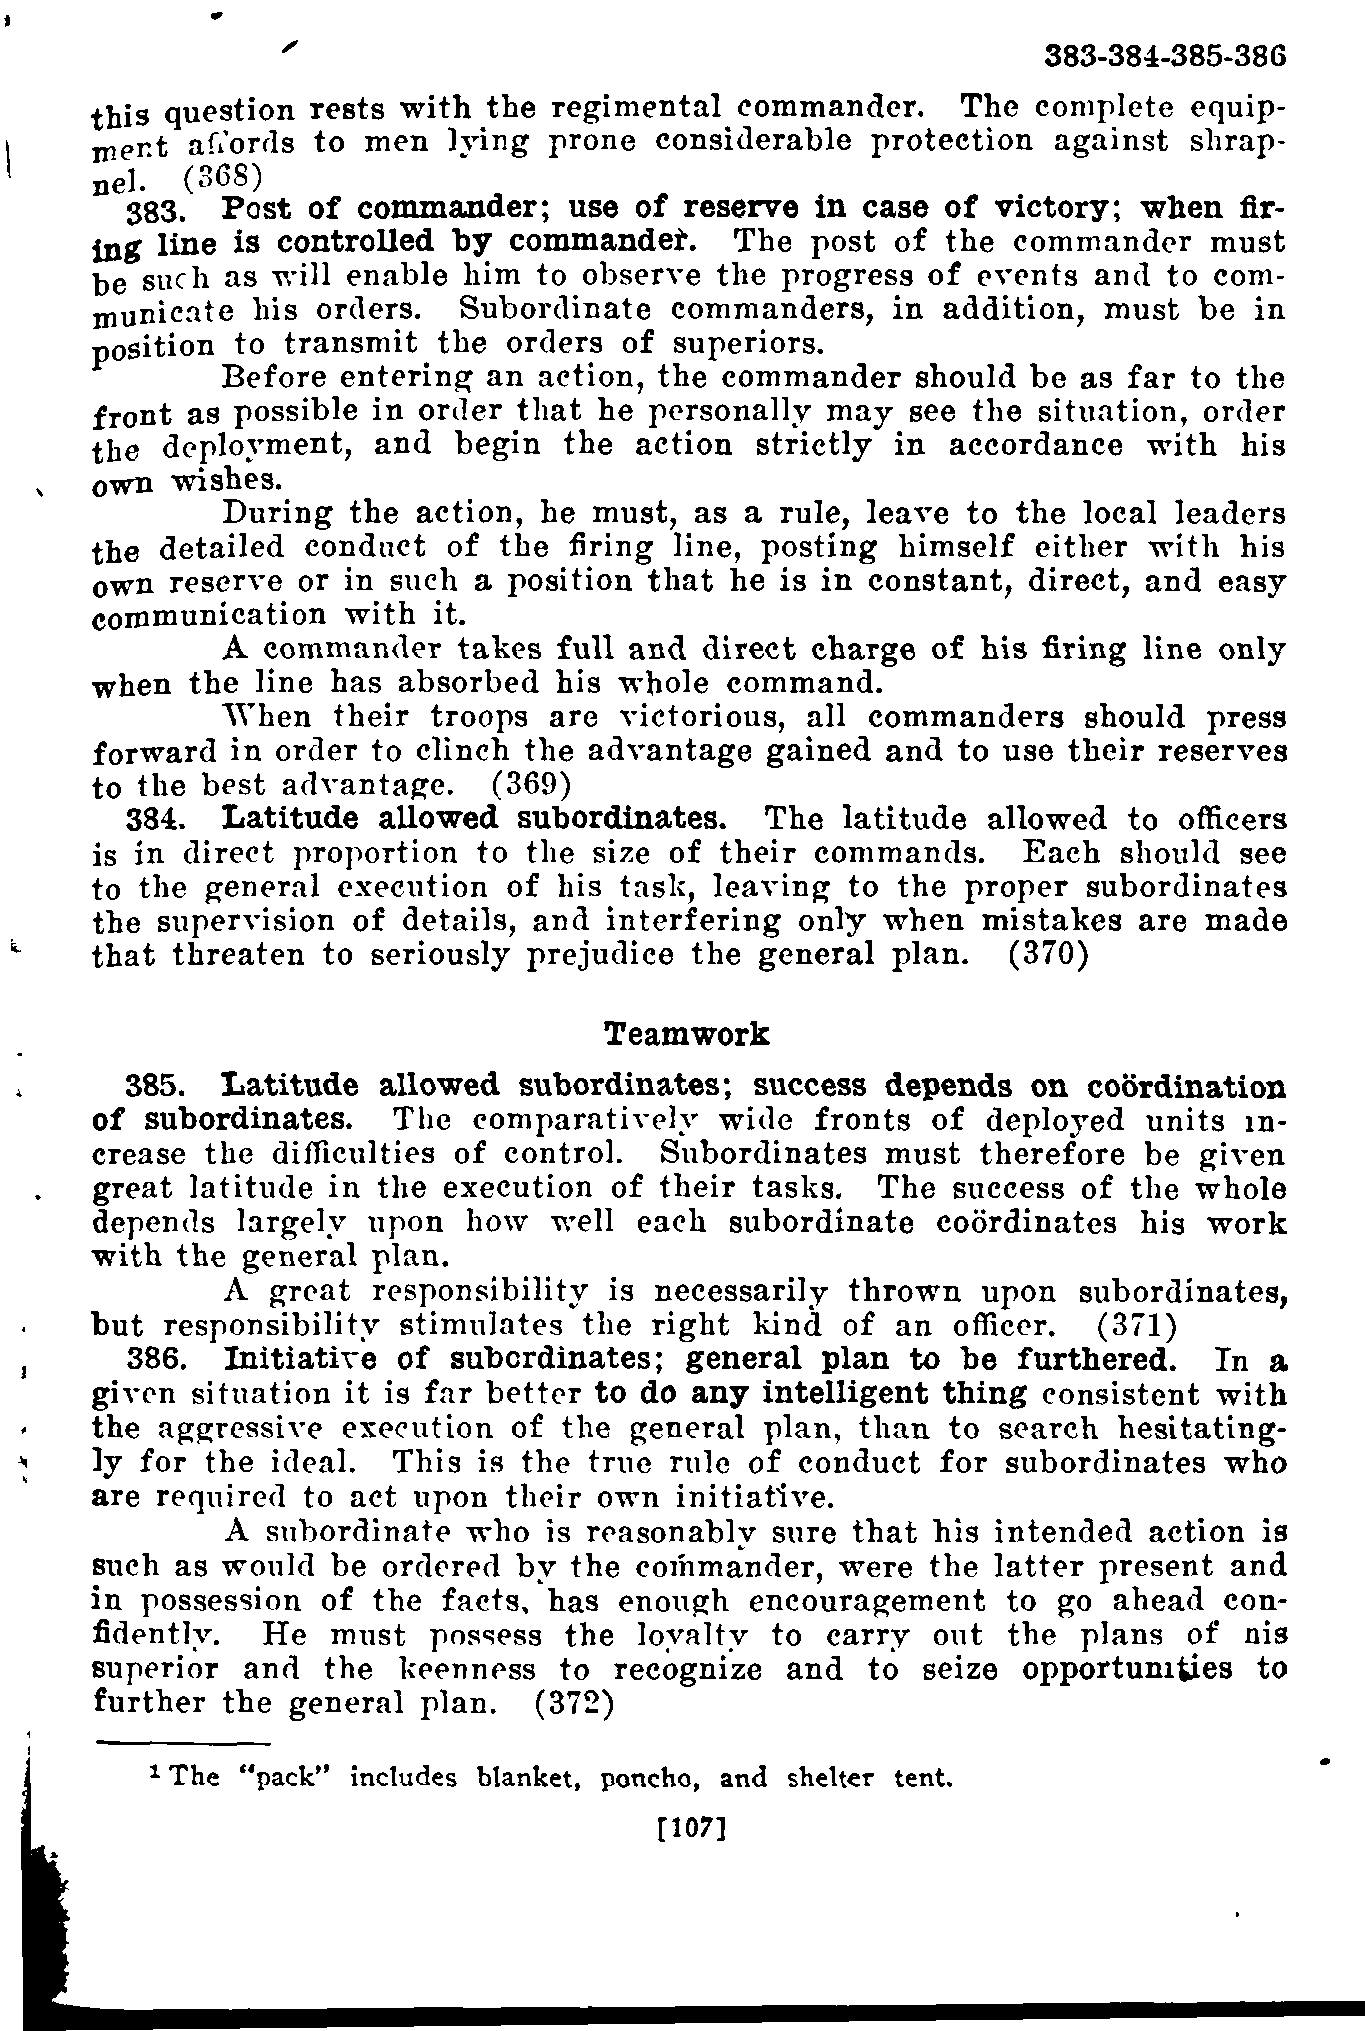 383-384-385-386
this question rests with the regimental commander. The complete equip-
ment affords to men lying prone considerable protection against shrap-
nel. (368)
383. Post of commander; use of reserve in case of victory; when fir-
ing line is controlled by commander. The post of the commander must
be such as will enable him to observe the progress of events and to com-
municate his orders. Subordinate commanders, in addition, must be in
position to transmit the orders of superiors.
Before entering an action, the commander should be as far to the
front as possible in order that he personally may see the situation, order
the deployment, and begin the action strictly in accordance with his
own wishes.
During the action, he must, as a rule, leave to the local leaders
the detailed conduct of the firing line, posting himself either with his
own reserve or in such a position that he is in constant, direct, and easy
communication with it.
A commander takes full and direct charge of his firing line only
when the line has absorbed his whole command.
When their troops are victorious, all commanders should press
forward in order to clinch the advantage gained and to use their reserves
to the best advantage. (369)
384. Latitude allowed subordinates. The latitude allowed to officers
is in direct proportion to the size of their commands. Each should see
to the general execution of his task, leaving to the proper subordinates
the supervision of details, and interfering only when mistakes are made
that threaten to seriously prejudice the general plan. (370)
Teamwork
385. Latitude allowed subordinates; success depends on coördination
of subordinates. The comparatively wide fronts of deployed units in-
crease the difficulties of control. Subordinates must therefore be given
great latitude in the execution of their tasks. The success of the whole
depends largely upon how well each subordinate coördinates his work
with the general plan.
A great responsibility is necessarily thrown upon subordinates,
but responsibility stimulates the right kind of an officer. (371)
386. Initiative of subordinates; general plan to be furthered. In a
given situation it is far better to do any intelligent thing consistent with
the aggressive execution of the general plan, than to search hesitating-
ly for the ideal. This is the true rule of conduct for subordinates who
are required to act upon their own initiative.
A subordinate who is reasonably sure that his intended action is
such as would be ordered by the commander, were the latter present and
in possession of the facts, has enough encouragement to go ahead con-
fidently. He must possess the loyalty to carry out the plans of his
superior and the keenness to recognize and to seize opportunities to
further the general plan. (372)
1 The "pack" includes blanket, poncho, and shelter tent.
[107]